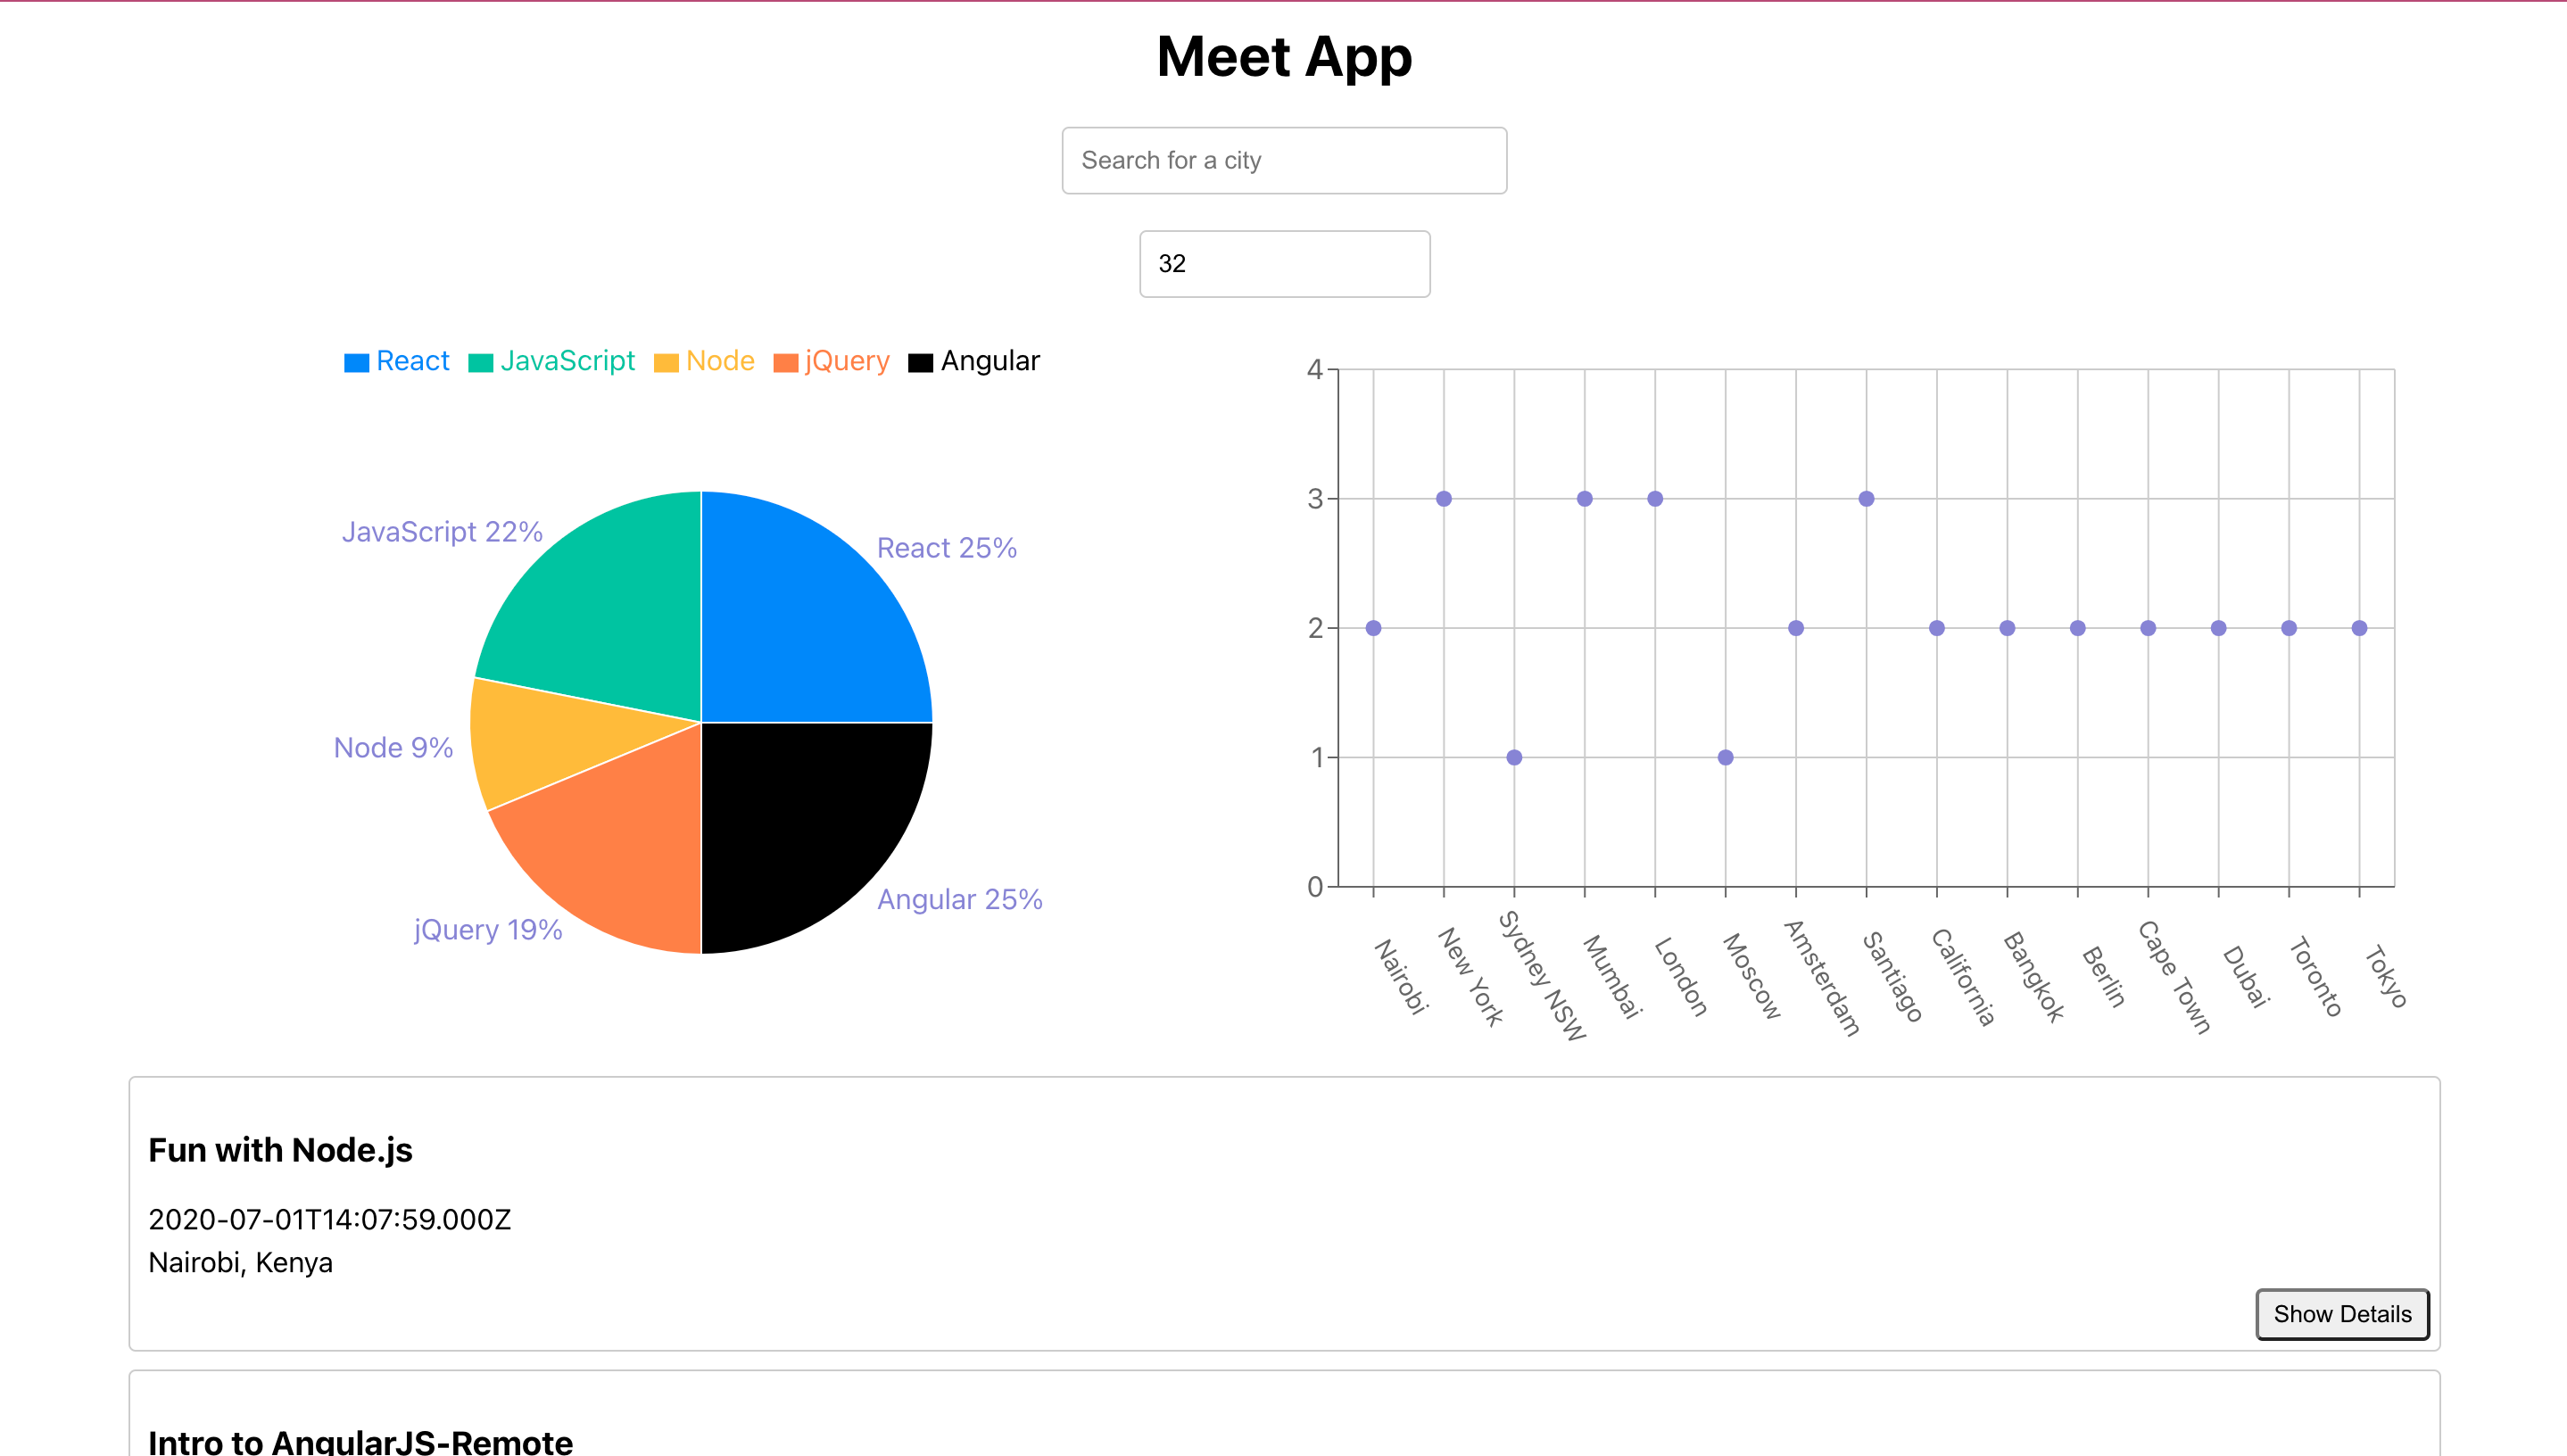 Meet App
Search for a city
32
React JavaScript Node jQuery Angular
JavaScript 22%
React 25%
Node 9%
Angular 25%
jQuery 19%
4
3
2
1
0
Nairobi
New York
Sydney NSW
Mumbai
London
Moscow
Amsterdam
Santiago
California
Bangkok
Berlin
Cape Town
Dubai
Toronto
Tokyo
Fun with Node.js
2020-07-01T14:07:59.000Z
Nairobi, Kenya
Show Details
Intro to AngularJS-Remote